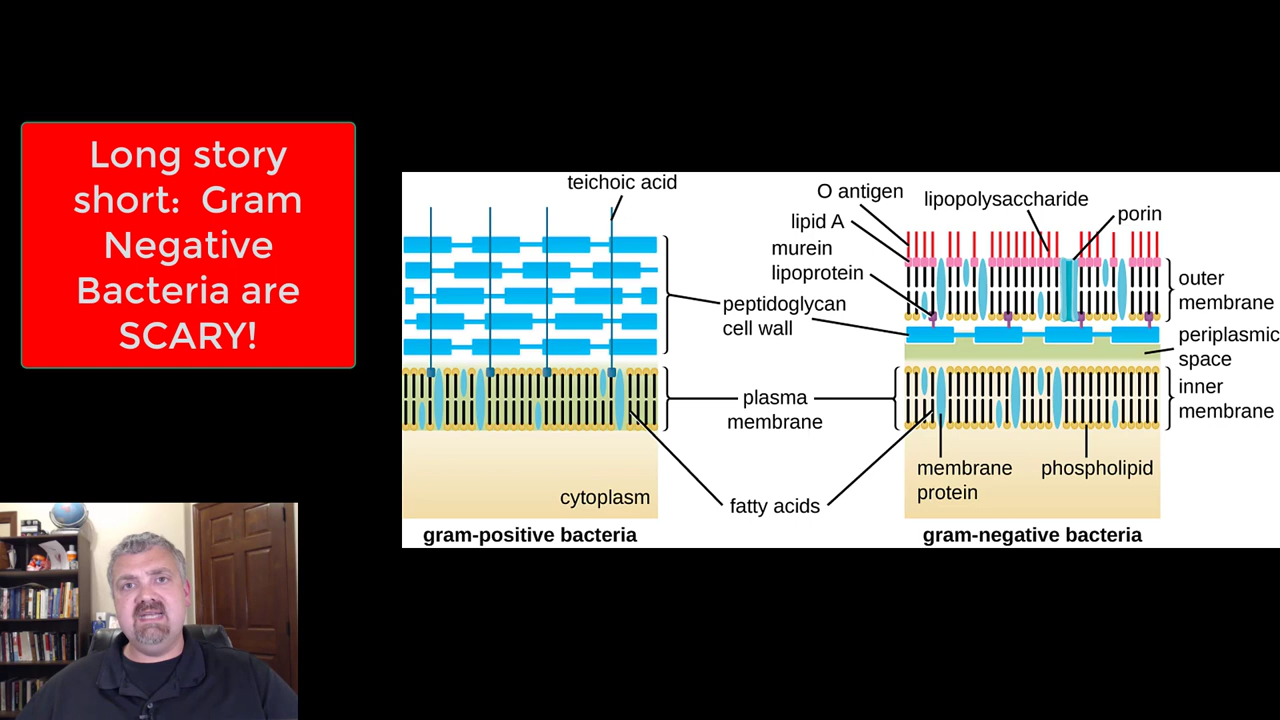 Long story
short:  Gram
Negative
Bacteria are
SCARY!
teichoic acid
peptidoglycan
cell wall
plasma
membrane
fatty acids
cytoplasm
gram-positive bacteria
O antigen
lipopolysaccharide
lipid A
porin
murein
lipoprotein
outer
membrane
periplasmic
space
inner
membrane
membrane
protein
phospholipid
gram-negative bacteria